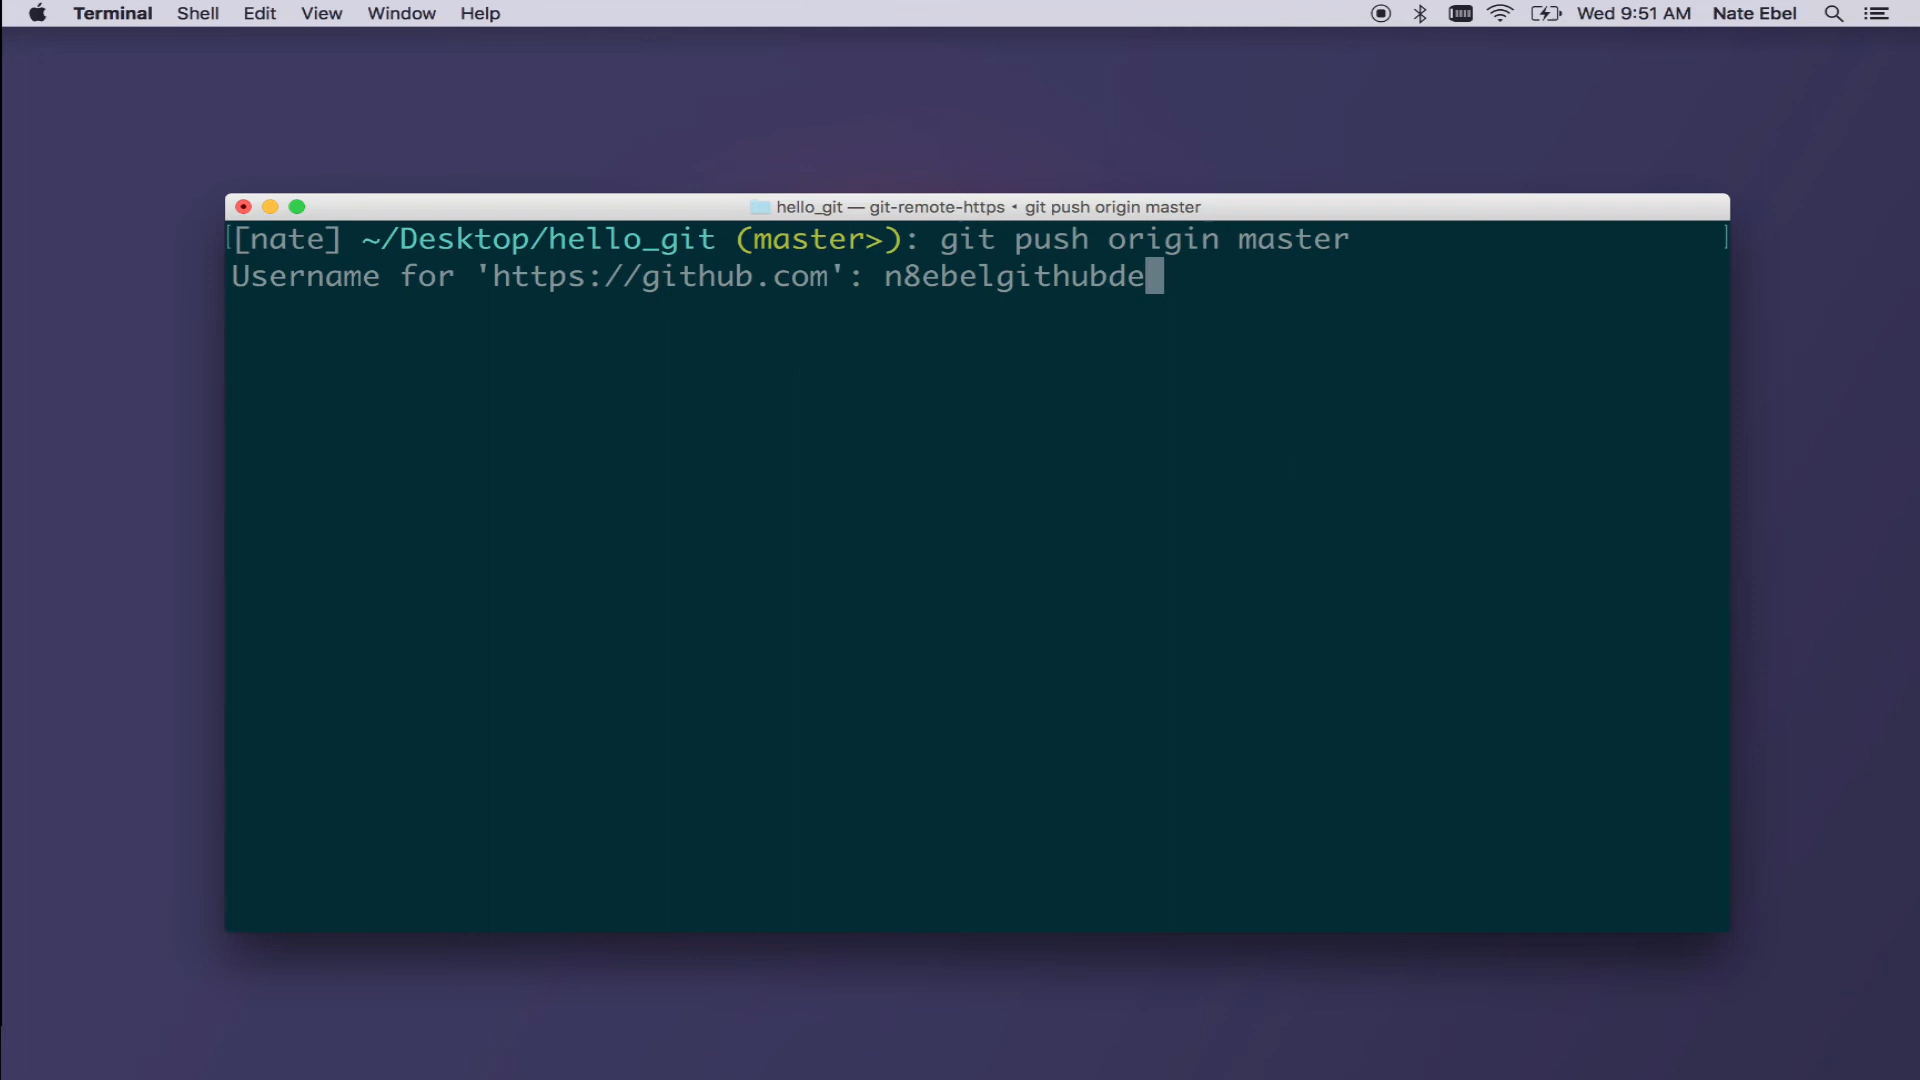 Terminal Shell Edit View Window Help Wed 9:51 AM Nate Ebel
hello_git — git-remote-https ◂ git push origin master
[nate] ~/Desktop/hello_git (master>): git push origin master
Username for 'https://github.com': n8ebelgithubde